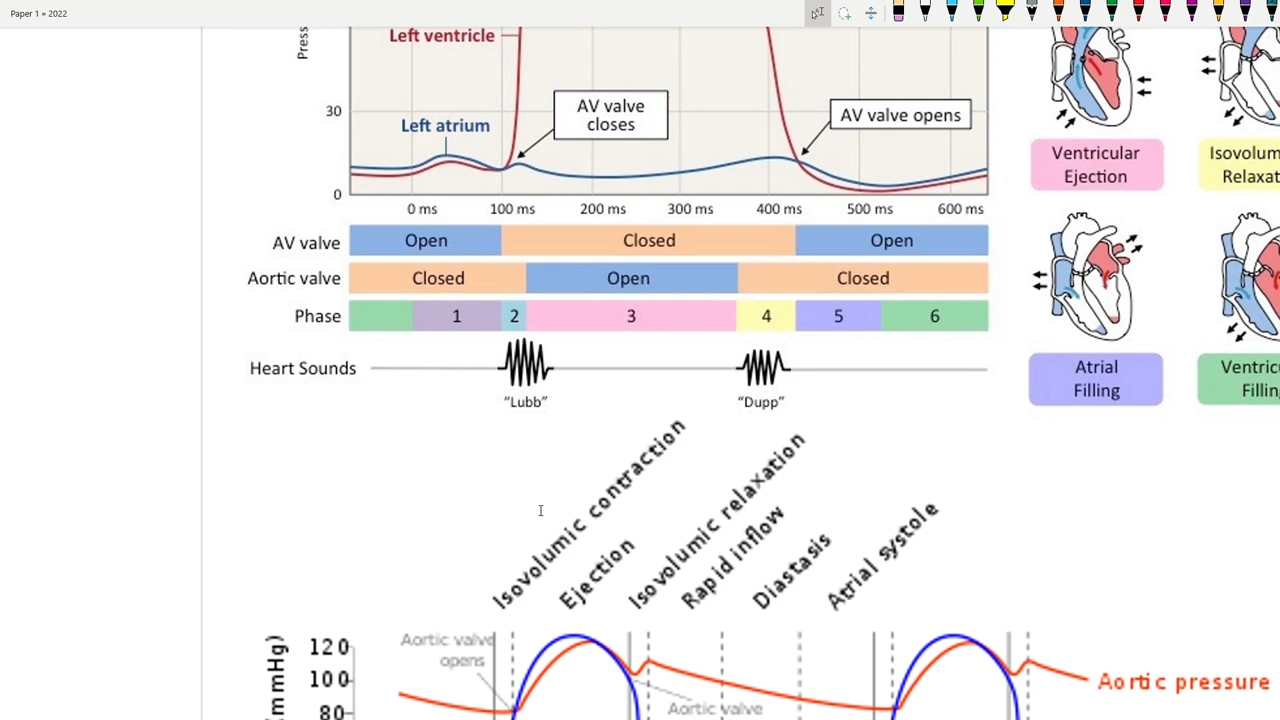 Paper 1 » 2022
Press
Left ventricle
30
Left atrium
AV valve
closes
AV valve opens
0
0 ms 100 ms 200 ms 300 ms 400 ms 500 ms 600 ms
AV valve Open Closed Open
Aortic valve Closed Open Closed
Phase 1 2 3 4 5 6
Heart Sounds
“Lubb” “Dupp”
Ventricular
Ejection
Isovolum
Relaxat
Atrial
Filling
Ventric
Filling
Isovolumic contraction
Ejection
Isovolumic relaxation
Rapid inflow
Diastasis
Atrial systole
(mmHg)
120
100
80
Aortic valve
opens
Aortic valve
Aortic pressure